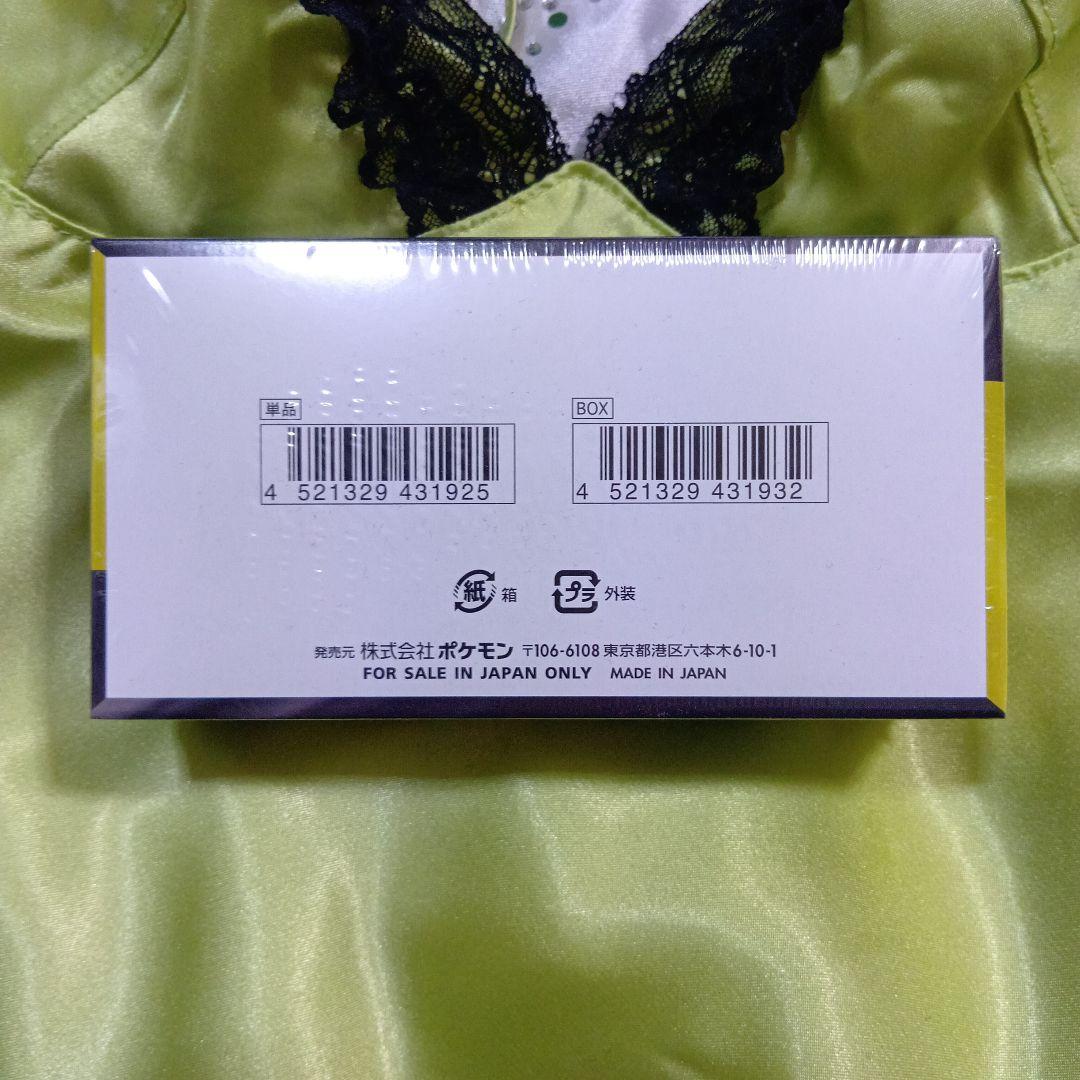 単品
BOX
4 521329 431925
4 521329 431932
紙 箱
プラ 外装
発売元 株式会社 ポケモン 〒106-6108 東京都港区六本木6-10-1
FOR SALE IN JAPAN ONLY MADE IN JAPAN